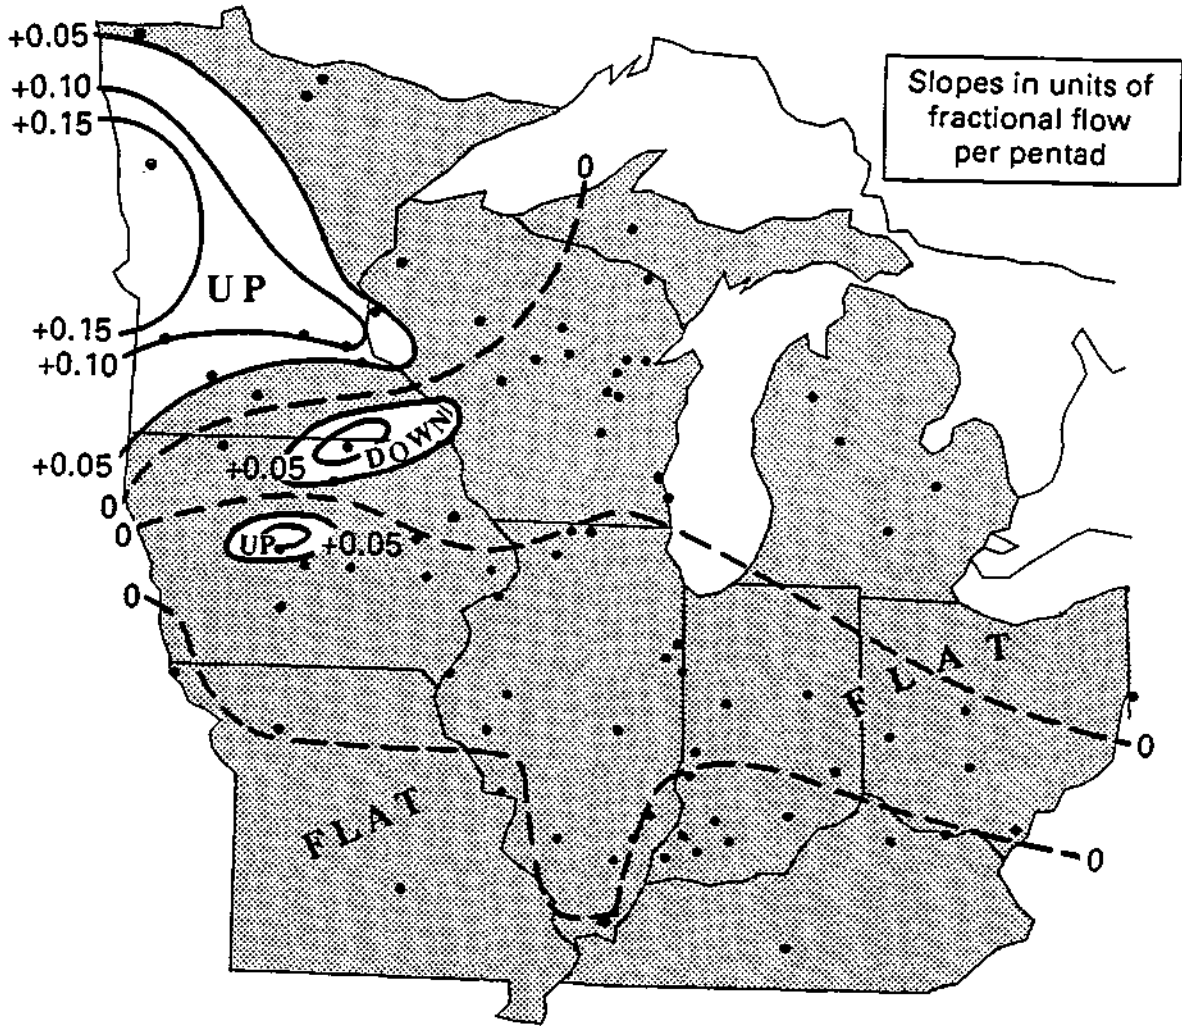 +0.05
+0.10
+0.15
Slopes in units of
fractional flow
per pentad
0
UP
+0.15
+0.10
DOWN
+0.05
+0.05
0
0
UP
+0.05
0
FLAT
0
FLAT
0